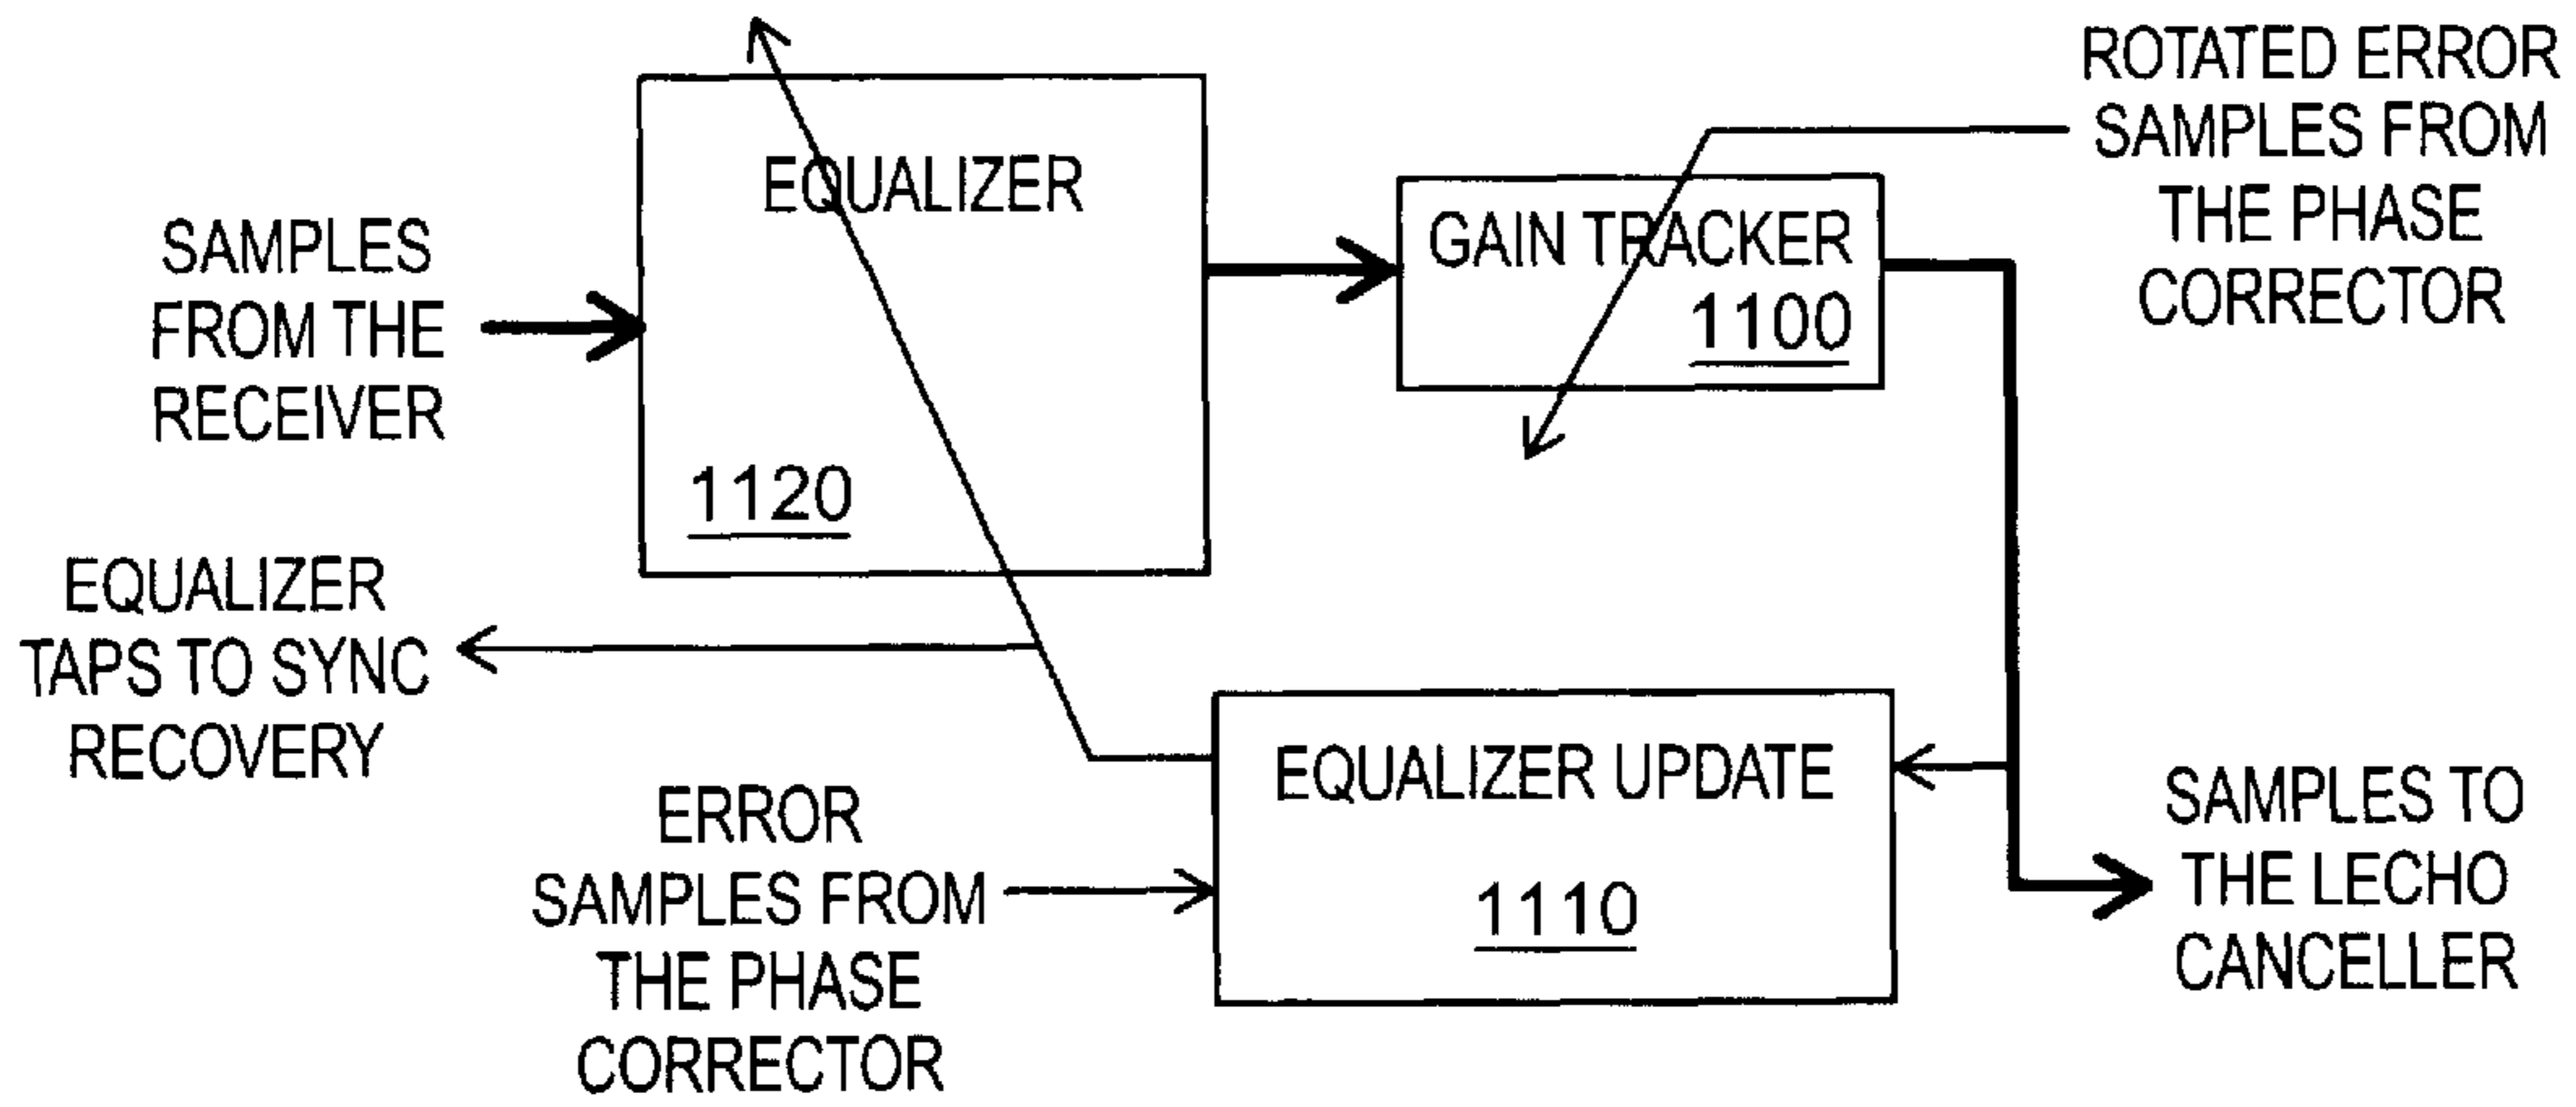 SAMPLES
FROM THE
RECEIVER
EQUALIZER
1120
GAIN TRACKER
1100
ROTATED ERROR
SAMPLES FROM
THE PHASE
CORRECTOR
EQUALIZER
TAPS TO SYNC
RECOVERY
ERROR
SAMPLES FROM
THE PHASE
CORRECTOR
EQUALIZER UPDATE
1110
SAMPLES TO
THE LECHO
CANCELLER